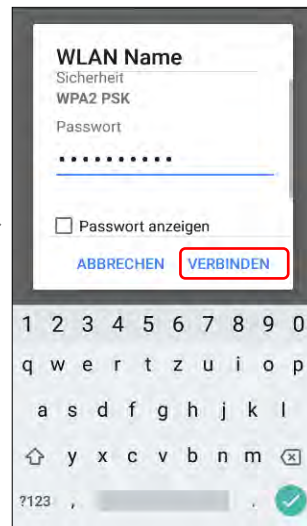 WLAN Name
Sicherheit
WPA2 PSK
Passwort
Passwort anzeigen
ABBRECHEN VERBINDEN
1 2 3 4 5 6 7 8 9 0
q w e r t z u i o p
a s d f g h j k l
y x c v b n m
?123 , .